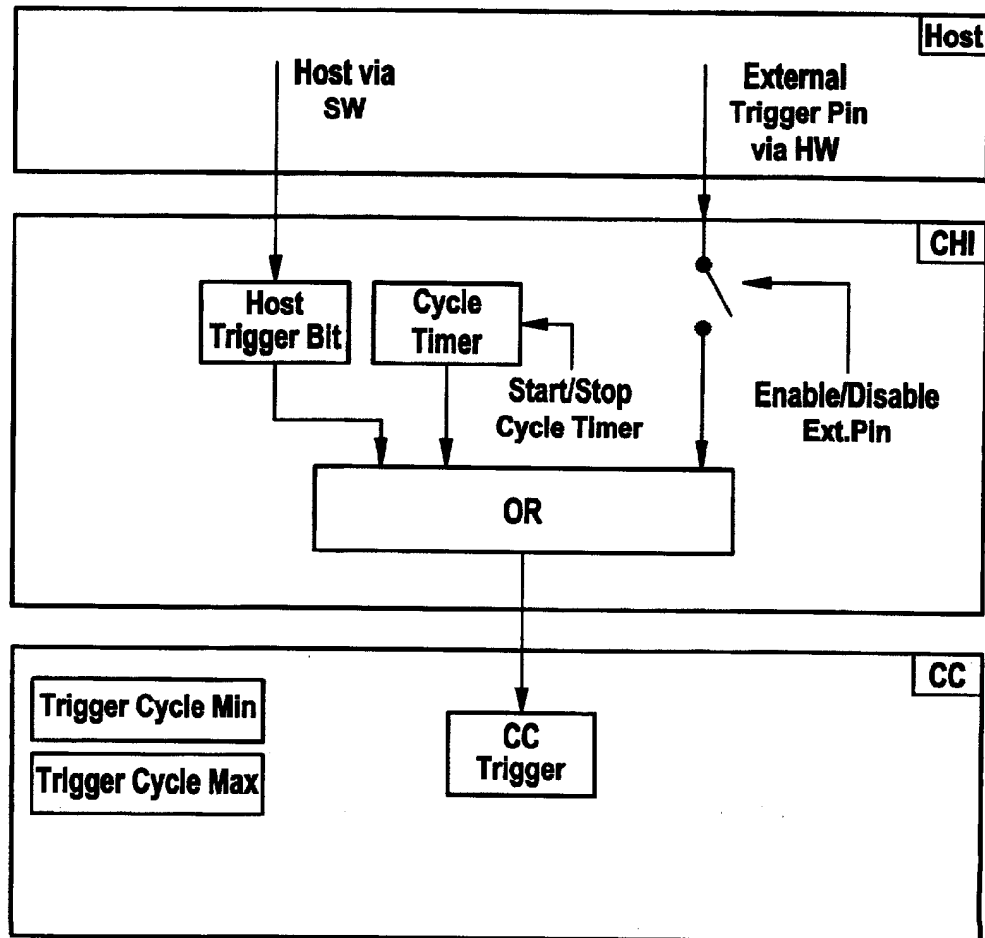 Host
Host via
SW
External
Trigger Pin
via HW
CHI
Host
Trigger Bit
Cycle
Timer
Start/Stop
Cycle Timer
Enable/Disable
Ext.Pin
OR
CC
Trigger Cycle Min
Trigger Cycle Max
CC
Trigger